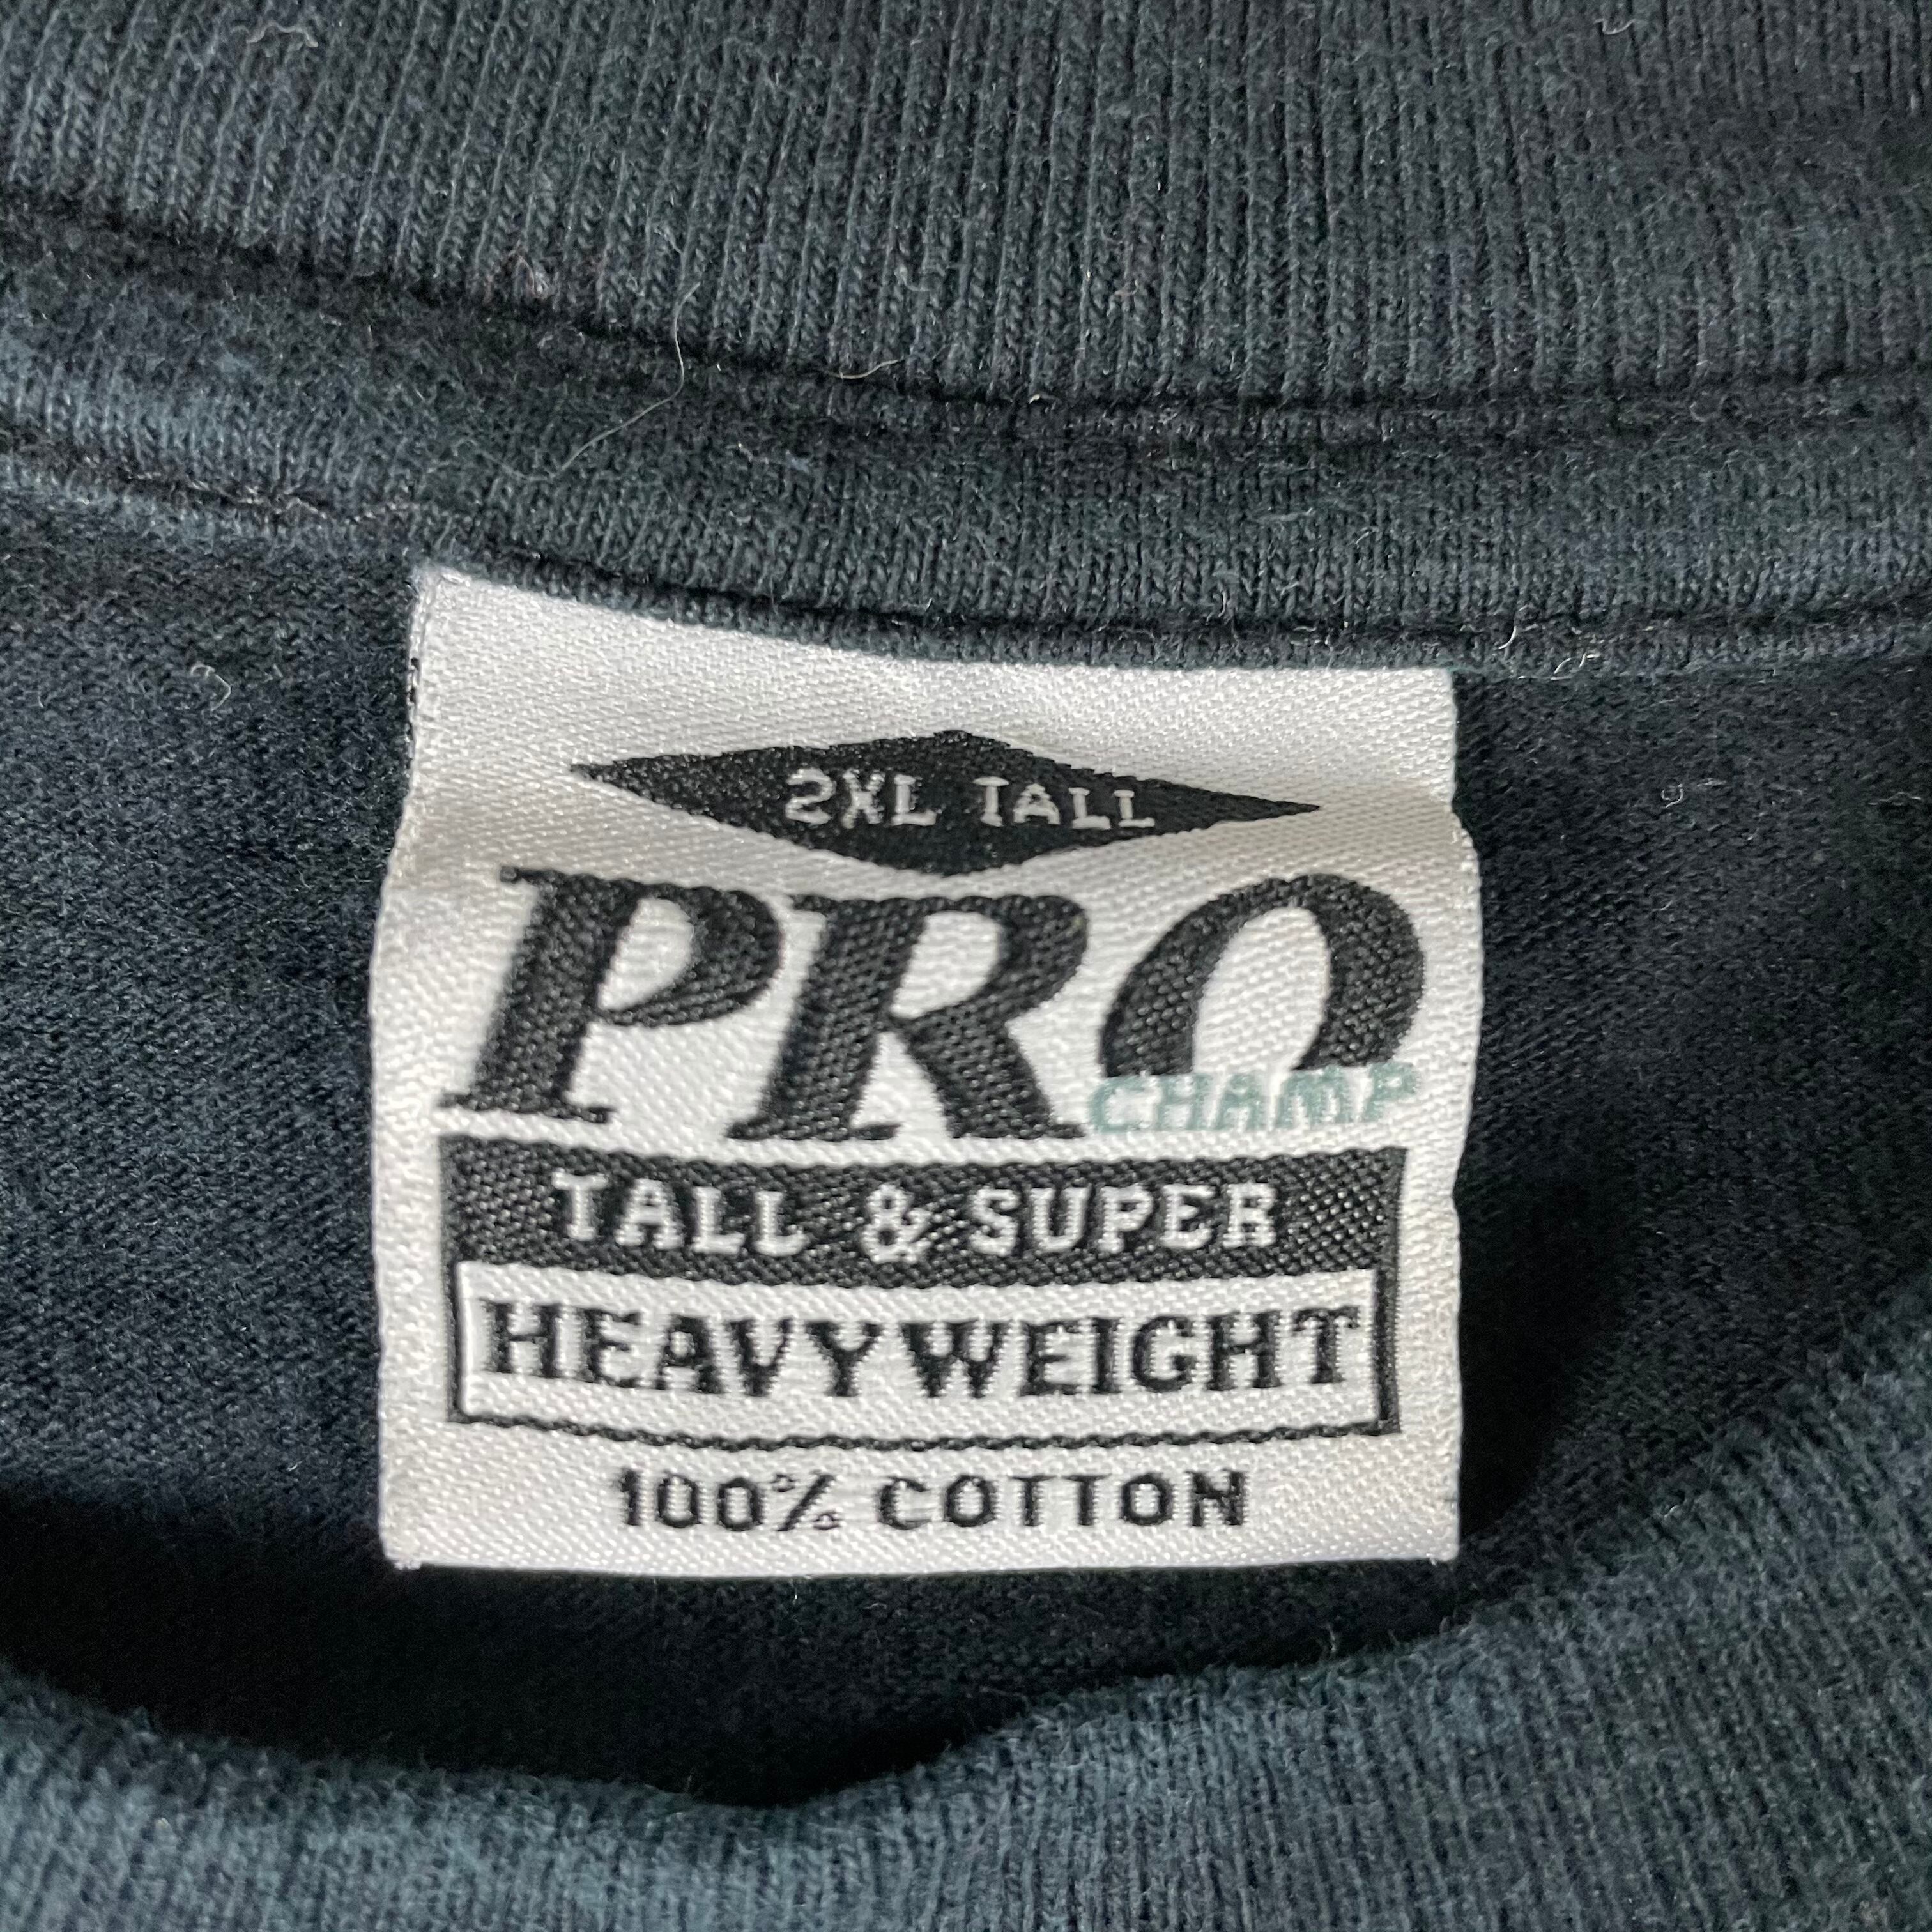 2XL TALL
PRO
CHAMP
TALL & SUPER
HEAVYWEIGHT
100% COTTON